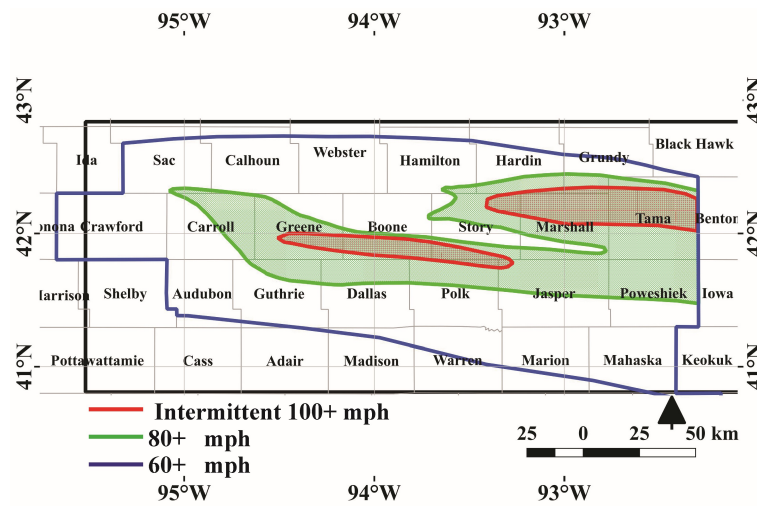 95°W 94°W 93°W
43°N 43°N
Black Hawk
Webster
Ida Sac Calhoun Hamilton Hardin Grundy
onona Crawford Carroll Greene Boone Story Marshall Tama Benton
42°N 42°N
arrison Shelby Audubon Guthrie Dallas Polk Jasper Poweshiek Iowa
Pottawattamie Cass Adair Madison Warren Marion Mahaska Keokuk
41°N 41°N
Intermittent 100+ mph
80+ mph
60+ mph
25 0 25 50 km
95°W 94°W 93°W